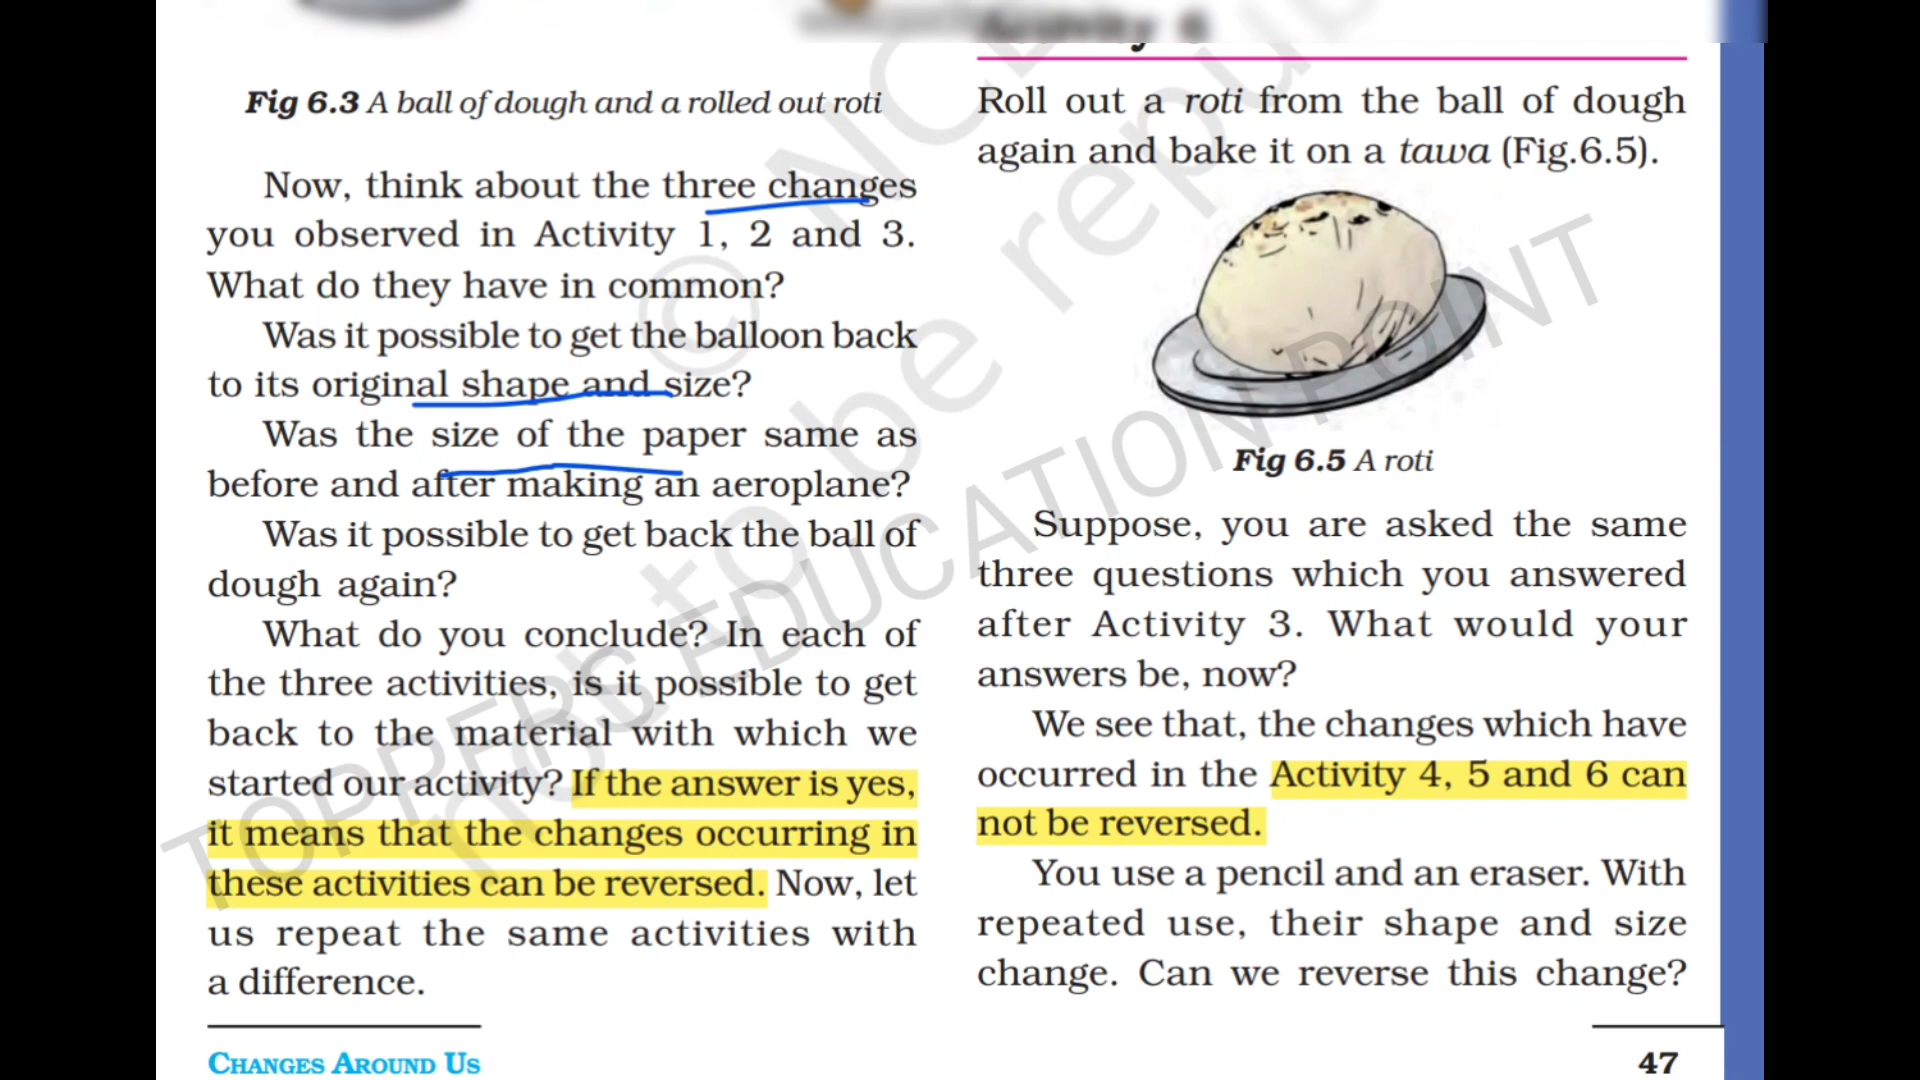 Fig 6.3 A ball of dough and a rolled out roti
Now, think about the three changes
you observed in Activity 1, 2 and 3.
What do they have in common?
Was it possible to get the balloon back
to its original shape and size?
Was the size of the paper same as
before and after making an aeroplane?
Was it possible to get back the ball of
dough again?
What do you conclude? In each of
the three activities, is it possible to get
back to the material with which we
started our activity? If the answer is yes,
it means that the changes occurring in
these activities can be reversed. Now, let
us repeat the same activities with
a difference.
CHANGES AROUND US
Activity 6
Roll out a roti from the ball of dough
again and bake it on a tawa (Fig.6.5).
Fig 6.5 A roti
Suppose, you are asked the same
three questions which you answered
after Activity 3. What would your
answers be, now?
We see that, the changes which have
occurred in the Activity 4, 5 and 6 can
not be reversed.
You use a pencil and an eraser. With
repeated use, their shape and size
change. Can we reverse this change?
47
TOPPERS EDUCATION POINT
not to be repu
© NCE